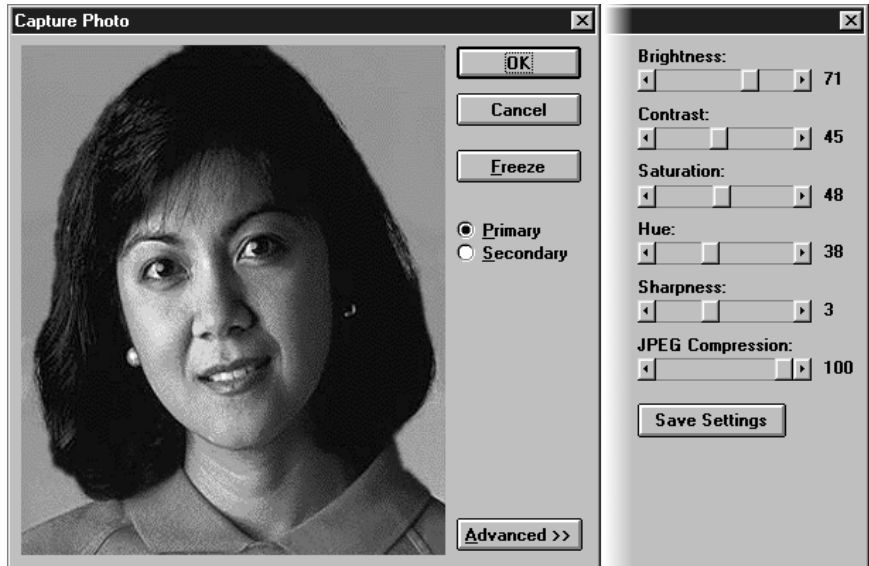 Capture Photo
OK
Cancel
Freeze
Primary
Secondary
Advanced >>
Brightness:
71
Contrast:
45
Saturation:
48
Hue:
38
Sharpness:
3
JPEG Compression:
100
Save Settings